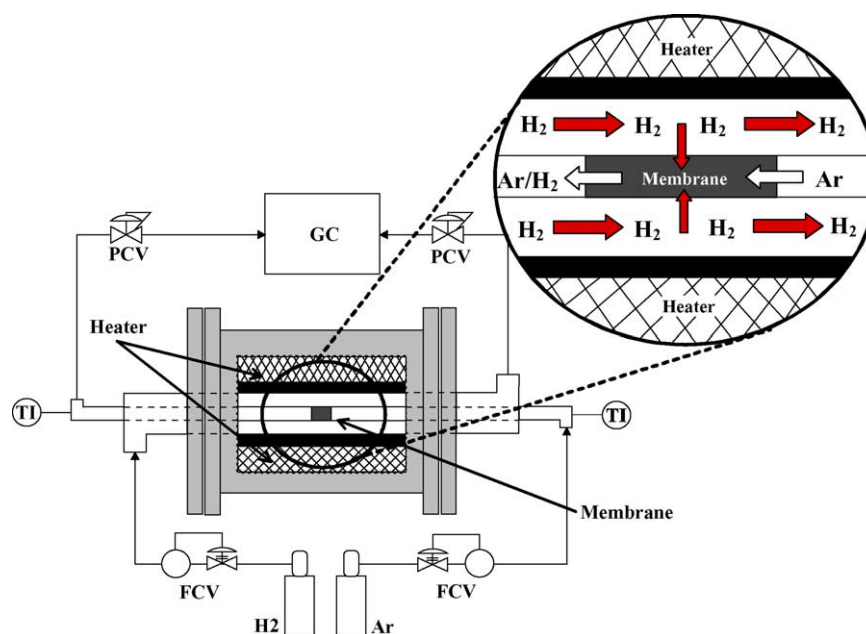 Heater
H₂ H₂ H₂ H₂
Ar/H₂ Membrane Ar
H₂ H₂ H₂ H₂
Heater
PCV GC PCV
Heater
TI TI
Membrane
FCV FCV
H2 Ar